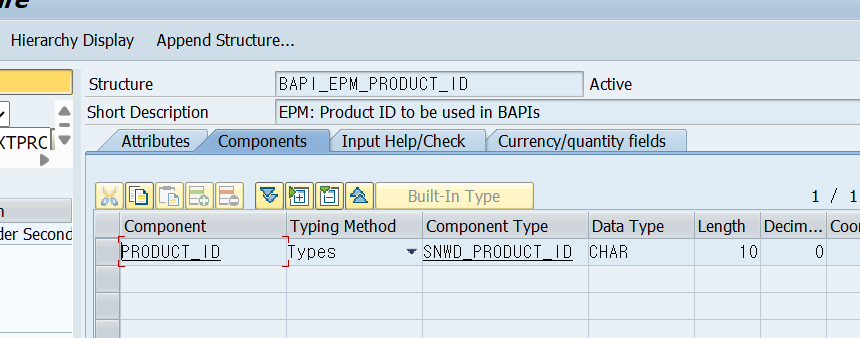 Hierarchy Display Append Structure...
Structure BAPI_EPM_PRODUCT_ID Active
Short Description EPM: Product ID to be used in BAPIs
XTPRC
Attributes Components Input Help/Check Currency/quantity fields
Built-In Type 1 / 1
Component Typing Method Component Type Data Type Length Decim... Coor
der Second
PRODUCT_ID Types SNWD_PRODUCT_ID CHAR 10 0